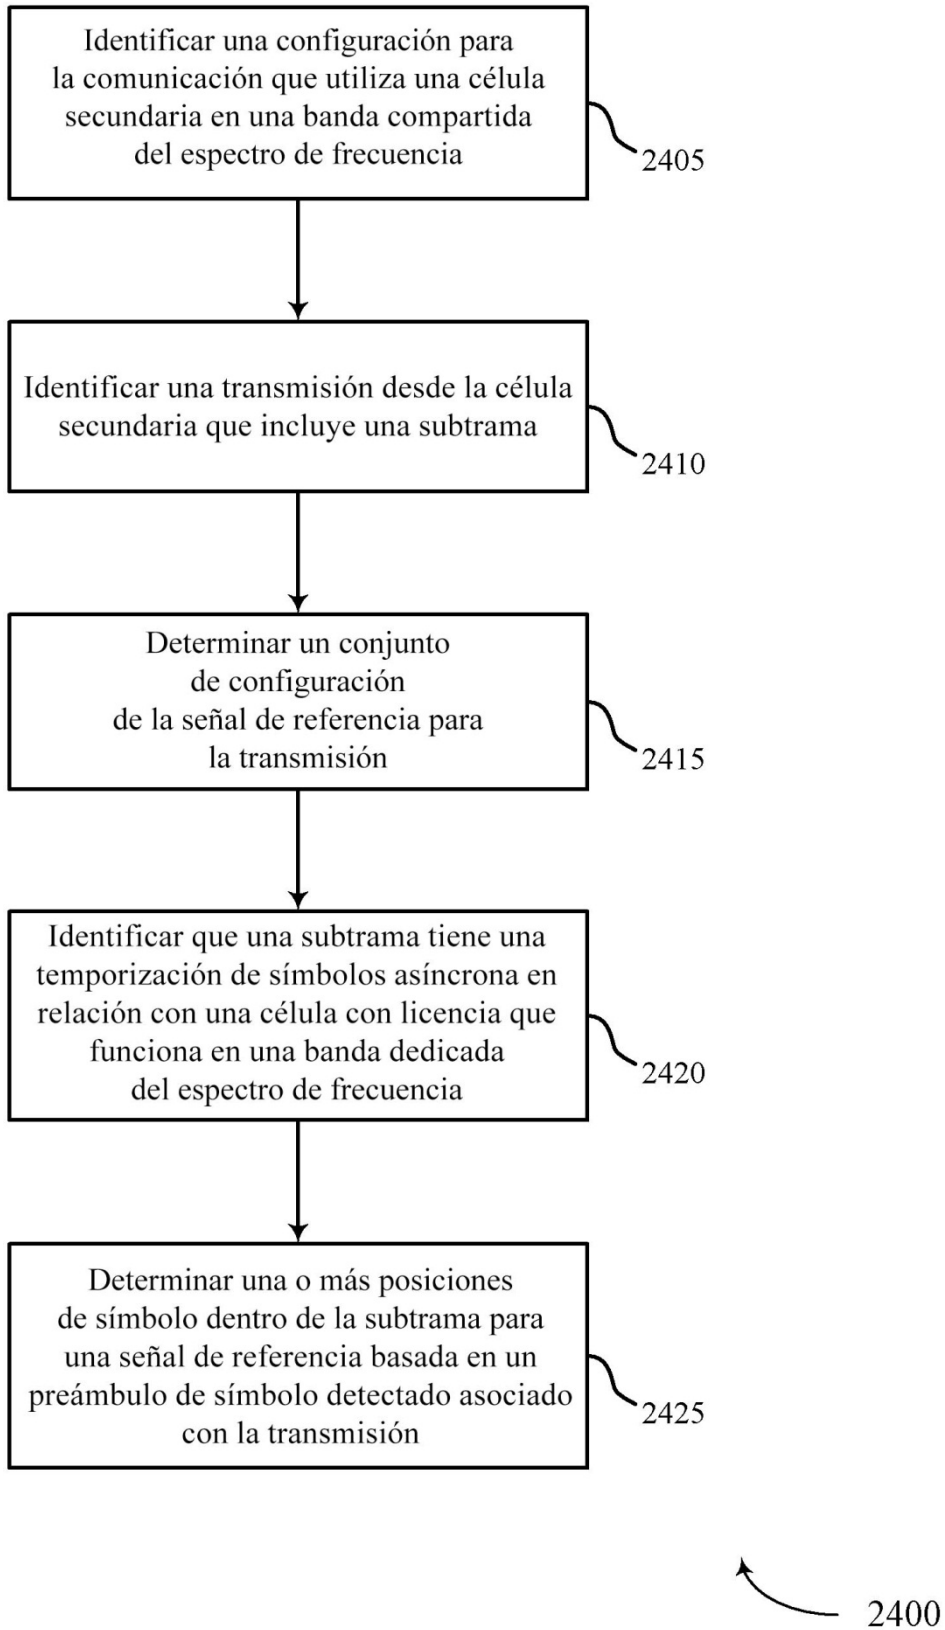 Identificar una configuración para
la comunicación que utiliza una célula
secundaria en una banda compartida
del espectro de frecuencia
2405
Identificar una transmisión desde la célula
secundaria que incluye una subtrama
2410
Determinar un conjunto
de configuración
de la señal de referencia para
la transmisión
2415
Identificar que una subtrama tiene una
temporización de símbolos asíncrona en
relación con una célula con licencia que
funciona en una banda dedicada
del espectro de frecuencia
2420
Determinar una o más posiciones
de símbolo dentro de la subtrama para
una señal de referencia basada en un
preámbulo de símbolo detectado asociado
con la transmisión
2425
2400